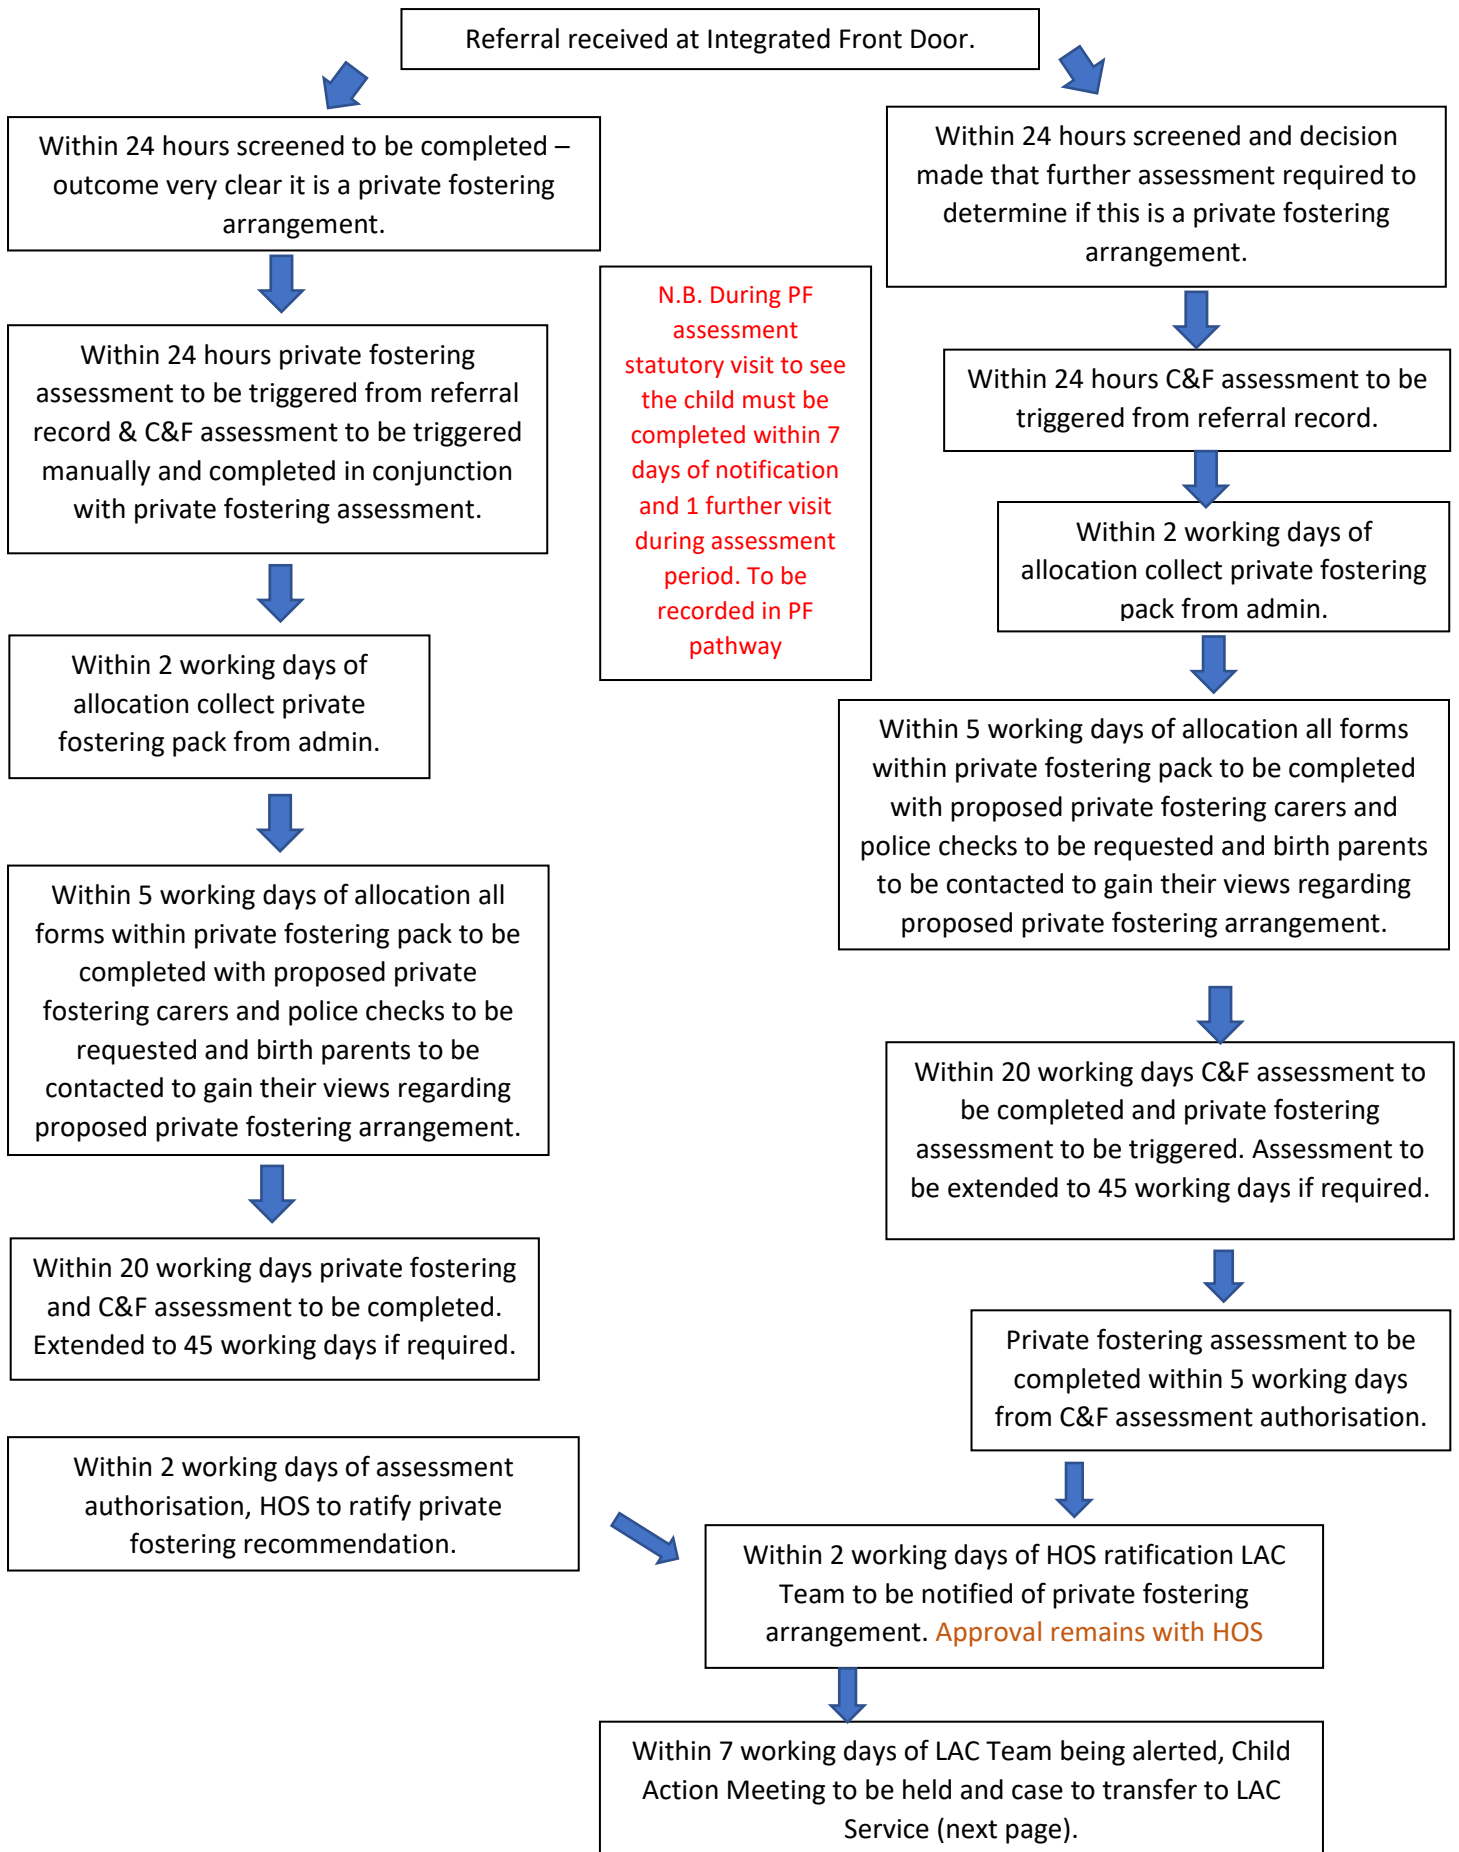 Referral received at Integrated Front Door.
Within 24 hours screened to be completed –
outcome very clear it is a private fostering
arrangement.
Within 24 hours private fostering
assessment to be triggered from referral
record & C&F assessment to be triggered
manually and completed in conjunction
with private fostering assessment.
Within 2 working days of
allocation collect private
fostering pack from admin.
Within 5 working days of allocation all
forms within private fostering pack to be
completed with proposed private
fostering carers and police checks to be
requested and birth parents to be
contacted to gain their views regarding
proposed private fostering arrangement.
Within 20 working days private fostering
and C&F assessment to be completed.
Extended to 45 working days if required.
Within 2 working days of assessment
authorisation, HOS to ratify private
fostering recommendation.
N.B. During PF
assessment
statutory visit to see
the child must be
completed within 7
days of notification
and 1 further visit
during assessment
period. To be
recorded in PF
pathway
Within 24 hours screened and decision
made that further assessment required to
determine if this is a private fostering
arrangement.
Within 24 hours C&F assessment to be
triggered from referral record.
Within 2 working days of
allocation collect private fostering
pack from admin.
Within 5 working days of allocation all forms
within private fostering pack to be completed
with proposed private fostering carers and
police checks to be requested and birth parents
to be contacted to gain their views regarding
proposed private fostering arrangement.
Within 20 working days C&F assessment to
be completed and private fostering
assessment to be triggered. Assessment to
be extended to 45 working days if required.
Private fostering assessment to be
completed within 5 working days
from C&F assessment authorisation.
Within 2 working days of HOS ratification LAC
Team to be notified of private fostering
arrangement. Approval remains with HOS
Within 7 working days of LAC Team being alerted, Child
Action Meeting to be held and case to transfer to LAC
Service (next page).